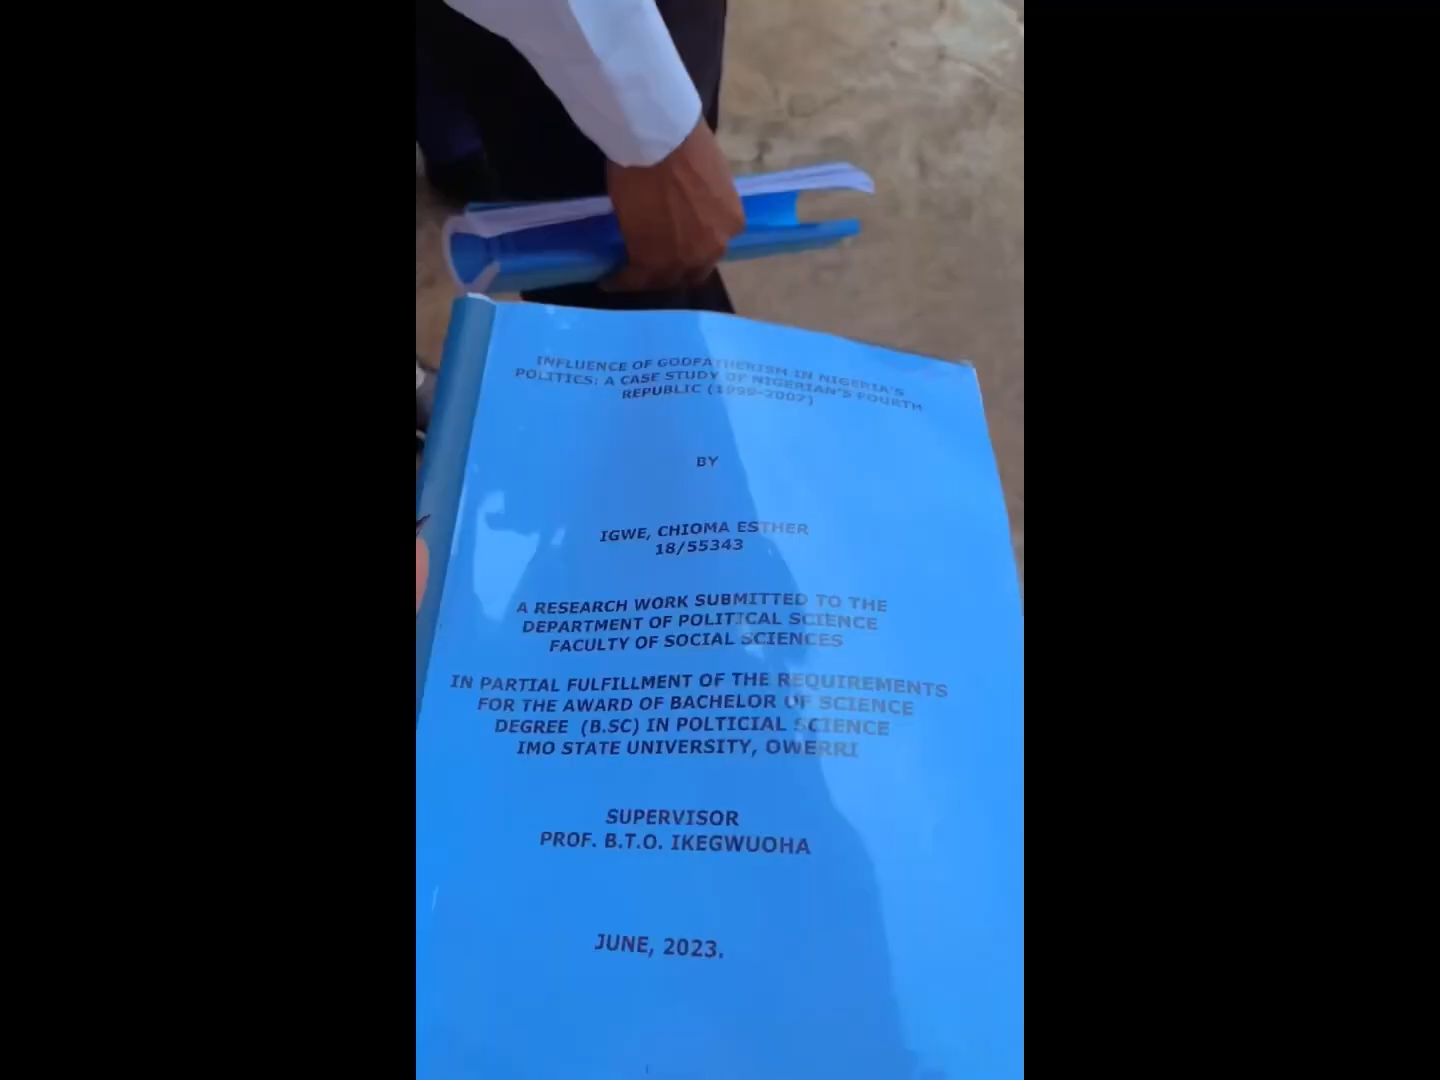 INFLUENCE OF GODFATHERISM IN NIGERIA'S
POLITICS: A CASE STUDY OF NIGERIAN'S FOURTH
REPUBLIC (1999-2007)
BY
IGWE, CHIOMA ESTHER
18/55343
A RESEARCH WORK SUBMITTED TO THE
DEPARTMENT OF POLITICAL SCIENCE
FACULTY OF SOCIAL SCIENCES
IN PARTIAL FULFILLMENT OF THE REQUIREMENTS
FOR THE AWARD OF BACHELOR OF SCIENCE
DEGREE (B.SC) IN POLTICIAL SCIENCE
IMO STATE UNIVERSITY, OWERRI
SUPERVISOR
PROF. B.T.O. IKEGWUOHA
JUNE, 2023.